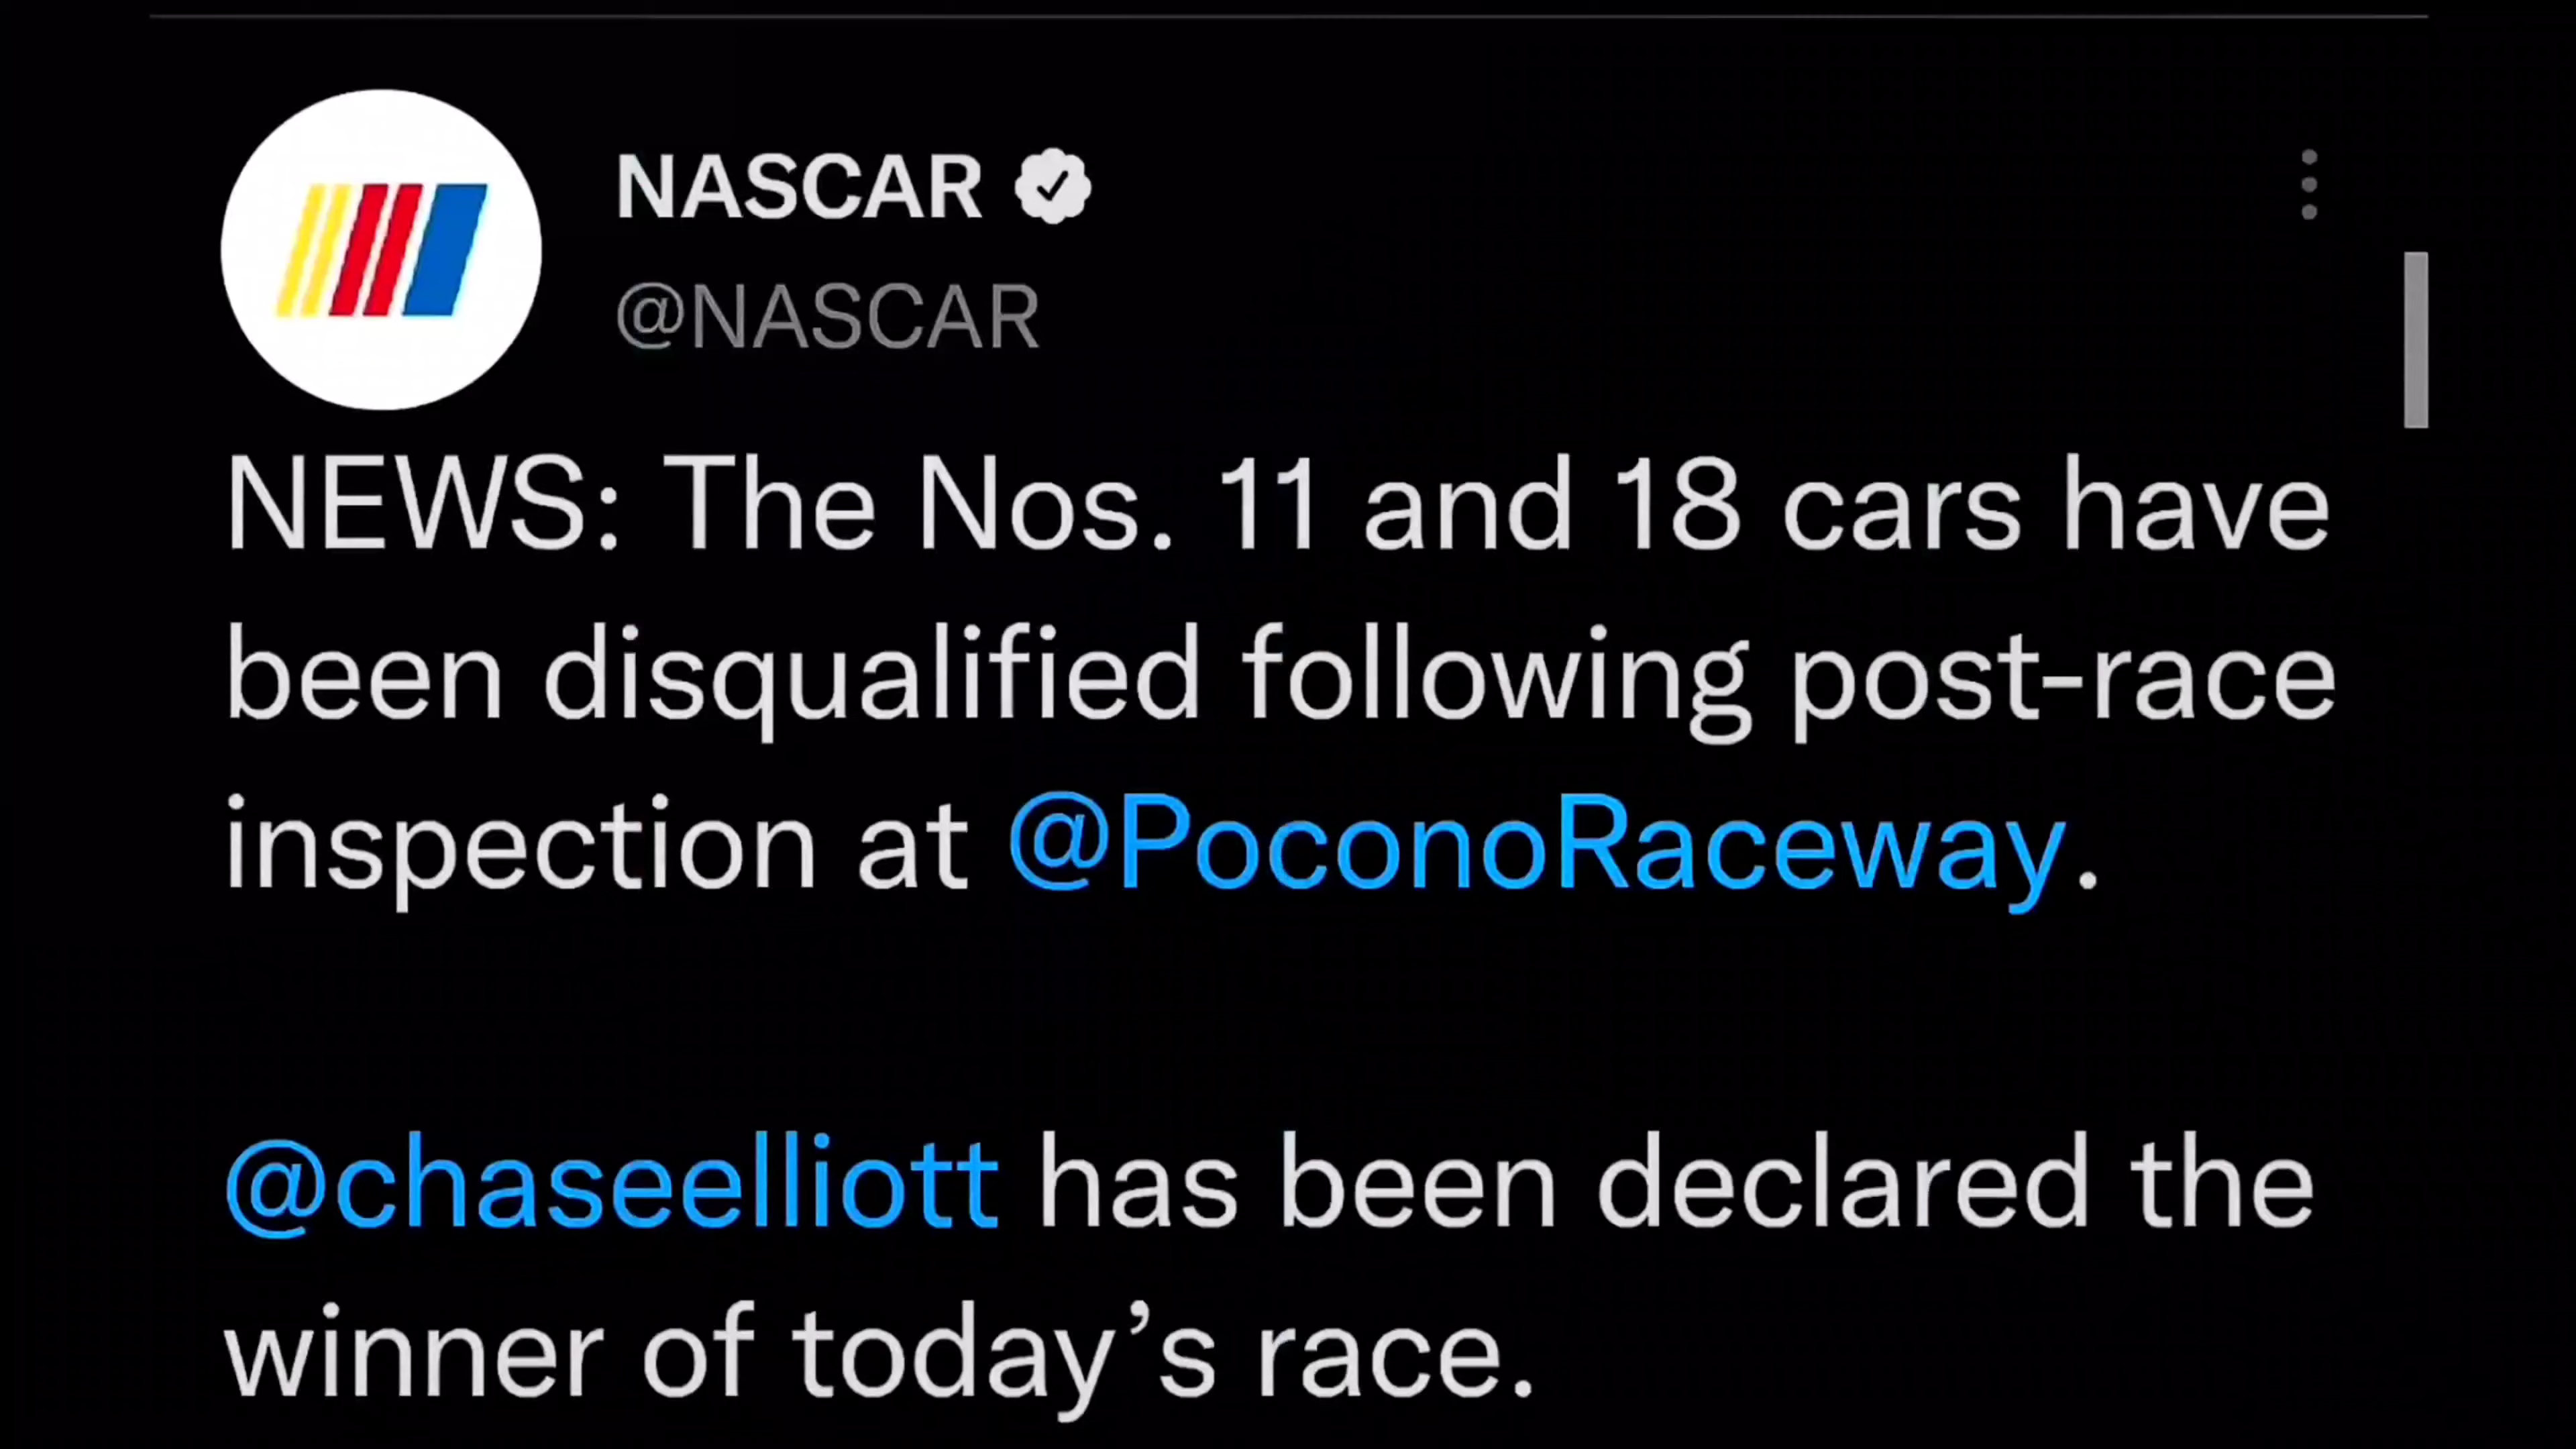 NASCAR
@NASCAR
NEWS: The Nos. 11 and 18 cars have
been disqualified following post-race
inspection at @PoconoRaceway.
@chaseelliott has been declared the
winner of today’s race.